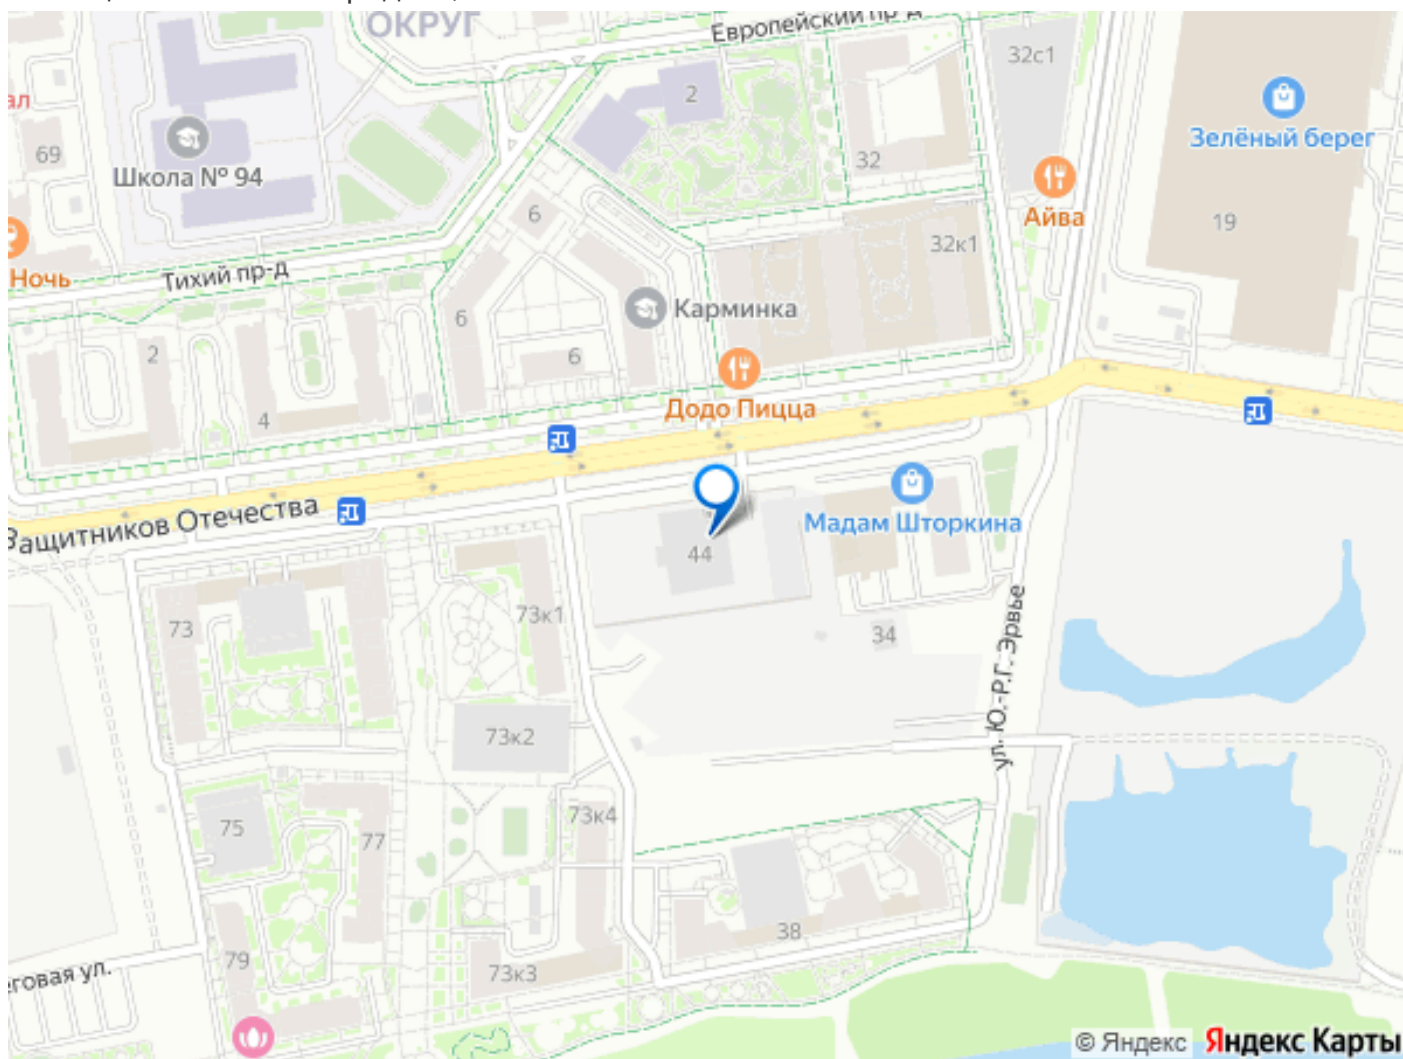 ОКРУГ
Европейский пр-д
32с1
2
ал
Зелёный берег
69
Школа № 94
32
Айва
6
19
32к1
Ночь
Тихий пр-д
6
Карминка
2
6
4
Додо Пицца
Защитников Отечества
Мадам Шторкина
44
73
73к1
34
ул. Ю.-Р.Г. Эрвье
73к2
75
77
73к4
38
79
73к3
еговая ул.
© Яндекс Яндекс Карты